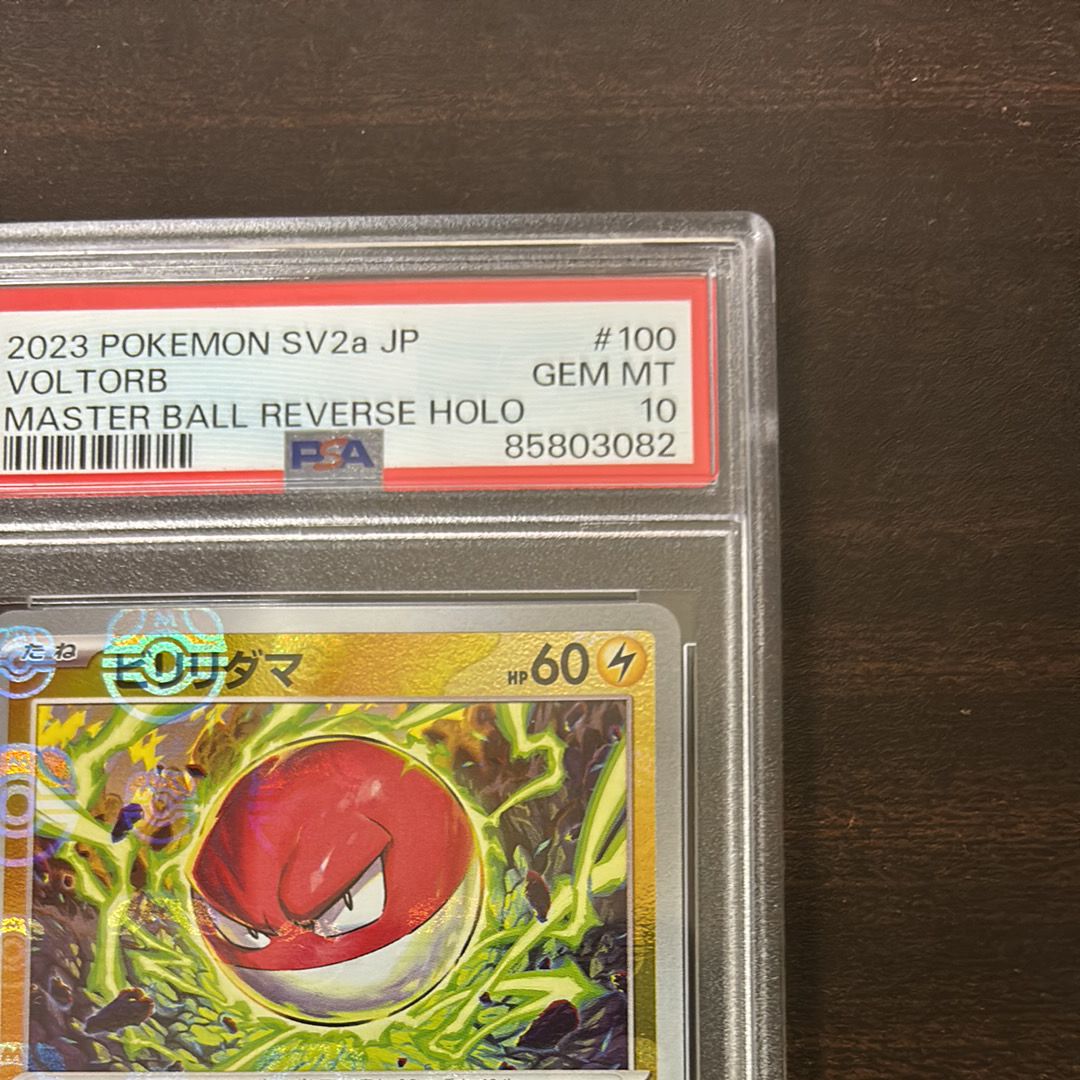 2023 POKEMON SV2a JP #100
VOLTORB GEM MT
MASTER BALL REVERSE HOLO 10
PSA 85803082
たね ビリリダマ HP60
M